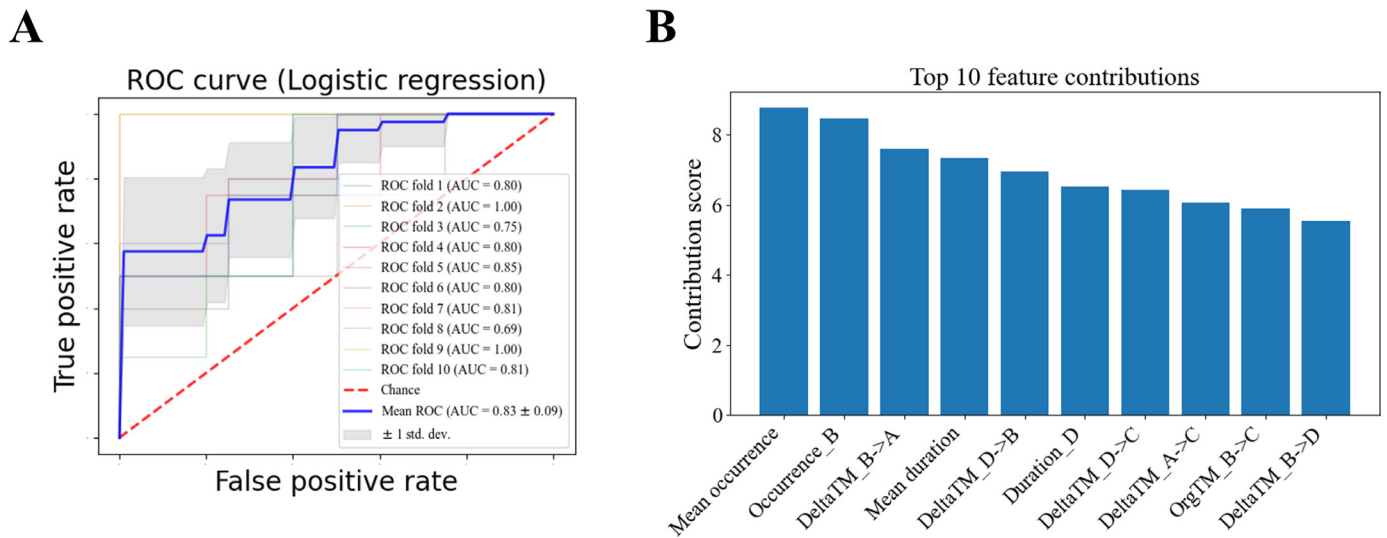 A
ROC curve (Logistic regression)
True positive rate
ROC fold 1 (AUC = 0.80)
ROC fold 2 (AUC = 1.00)
ROC fold 3 (AUC = 0.75)
ROC fold 4 (AUC = 0.80)
ROC fold 5 (AUC = 0.85)
ROC fold 6 (AUC = 0.80)
ROC fold 7 (AUC = 0.81)
ROC fold 8 (AUC = 0.69)
ROC fold 9 (AUC = 1.00)
ROC fold 10 (AUC = 0.81)
Chance
Mean ROC (AUC = 0.83 ± 0.09)
± 1 std. dev.
False positive rate
B
Top 10 feature contributions
Contribution score
8
6
4
2
0
Mean occurrence
Occurrence_B
DeltaTM_B->A
Mean duration
DeltaTM_D->B
Duration_D
DeltaTM_D->C
DeltaTM_A->C
OrgTM_B->C
DeltaTM_B->D